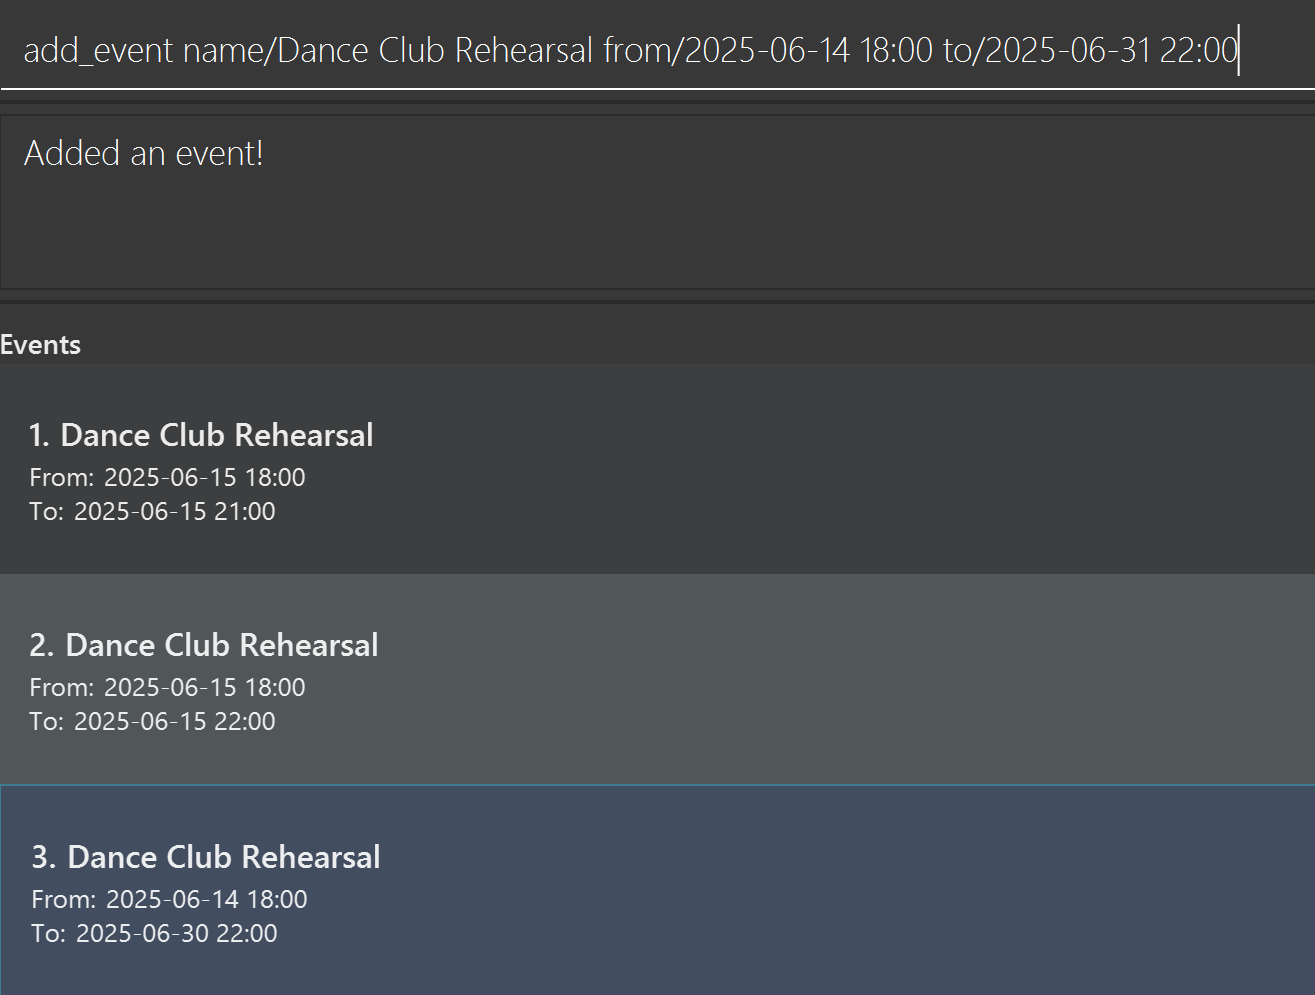 add_event name/Dance Club Rehearsal from/2025-06-14 18:00 to/2025-06-31 22:00
Added an event!
Events
1. Dance Club Rehearsal
From: 2025-06-15 18:00
To: 2025-06-15 21:00
2. Dance Club Rehearsal
From: 2025-06-15 18:00
To: 2025-06-15 22:00
3. Dance Club Rehearsal
From: 2025-06-14 18:00
To: 2025-06-30 22:00